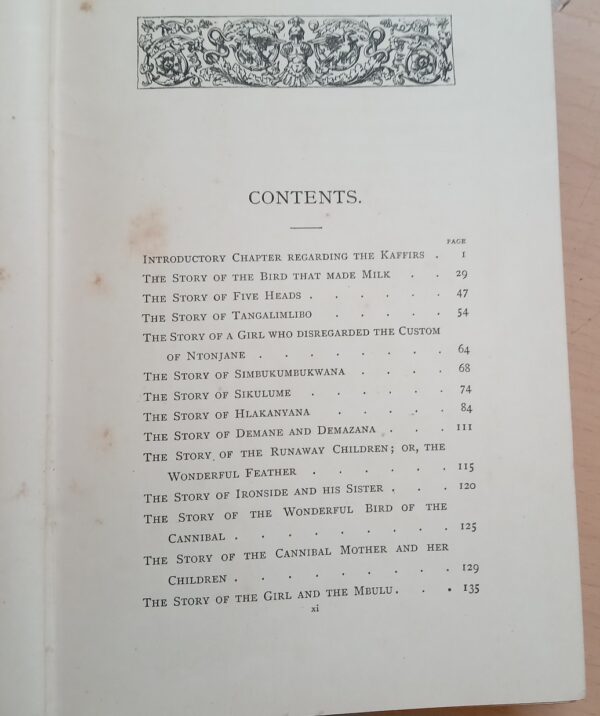 CONTENTS.
PAGE
Introductory Chapter regarding the Kaffirs . 1
The Story of the Bird that made Milk . . 29
The Story of Five Heads . . . . . . 47
The Story of Tangalimlibo . . . . . 54
The Story of a Girl who disregarded the Custom
of Ntonjane . . . . . . . . 64
The Story of Simbukumbukwana . . . . 68
The Story of Sikulume . . . . . . 74
The Story of Hlakanyana . . . . . 84
The Story of Demane and Demazana . . . 111
The Story of the Runaway Children; or, the
Wonderful Feather . . . . . . 115
The Story of Ironside and his Sister . . . 120
The Story of the Wonderful Bird of the
Cannibal . . . . . . . . . 125
The Story of the Cannibal Mother and her
Children . . . . . . . . . 129
The Story of the Girl and the Mbulu . . . 135
xi